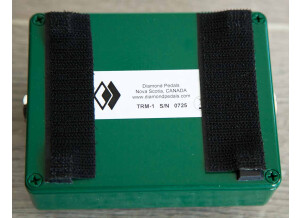 Diamond Pedals
Nova Scotia, CANADA
www.diamondpedals.com
TRM-1 S/N 0725